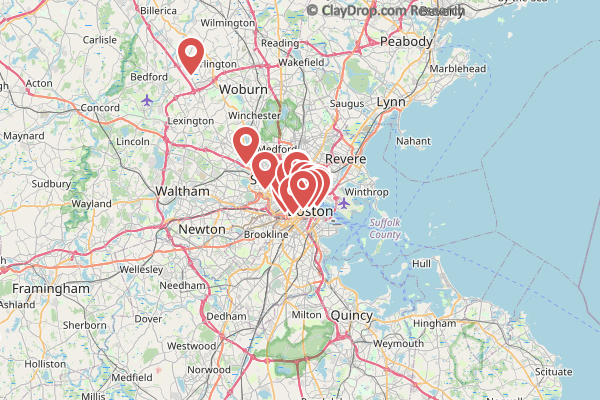 © ClayDrop.com Research
Billerica
Wilmington
Beverly
Carlisle
Reading
Peabody
Bedford
Wakefield
Marblehead
Acton
Woburn
Concord
Saugus
Lynn
Winchester
Lexington
Maynard
Lincoln
Nahant
Medford
Revere
Sudbury
Waltham
Winthrop
Wayland
Suffolk
County
Newton
Brookline
Wellesley
Hull
Needham
Framingham
Ashland
Sherborn
Dover
Dedham
Milton
Quincy
Hingham
Westwood
Weymouth
Holliston
Norwood
Scituate
Medfield
Millis